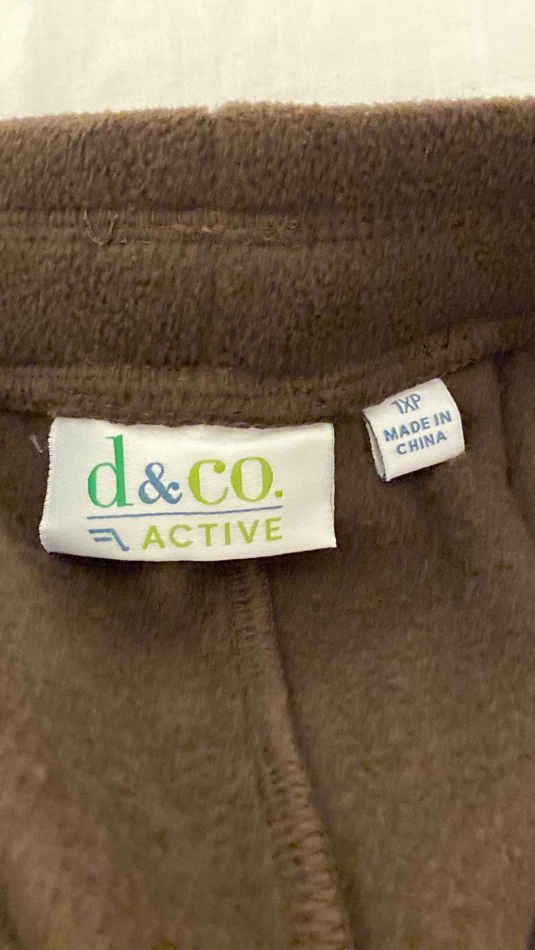 d&co.
ACTIVE
1XP
MADE IN
CHINA